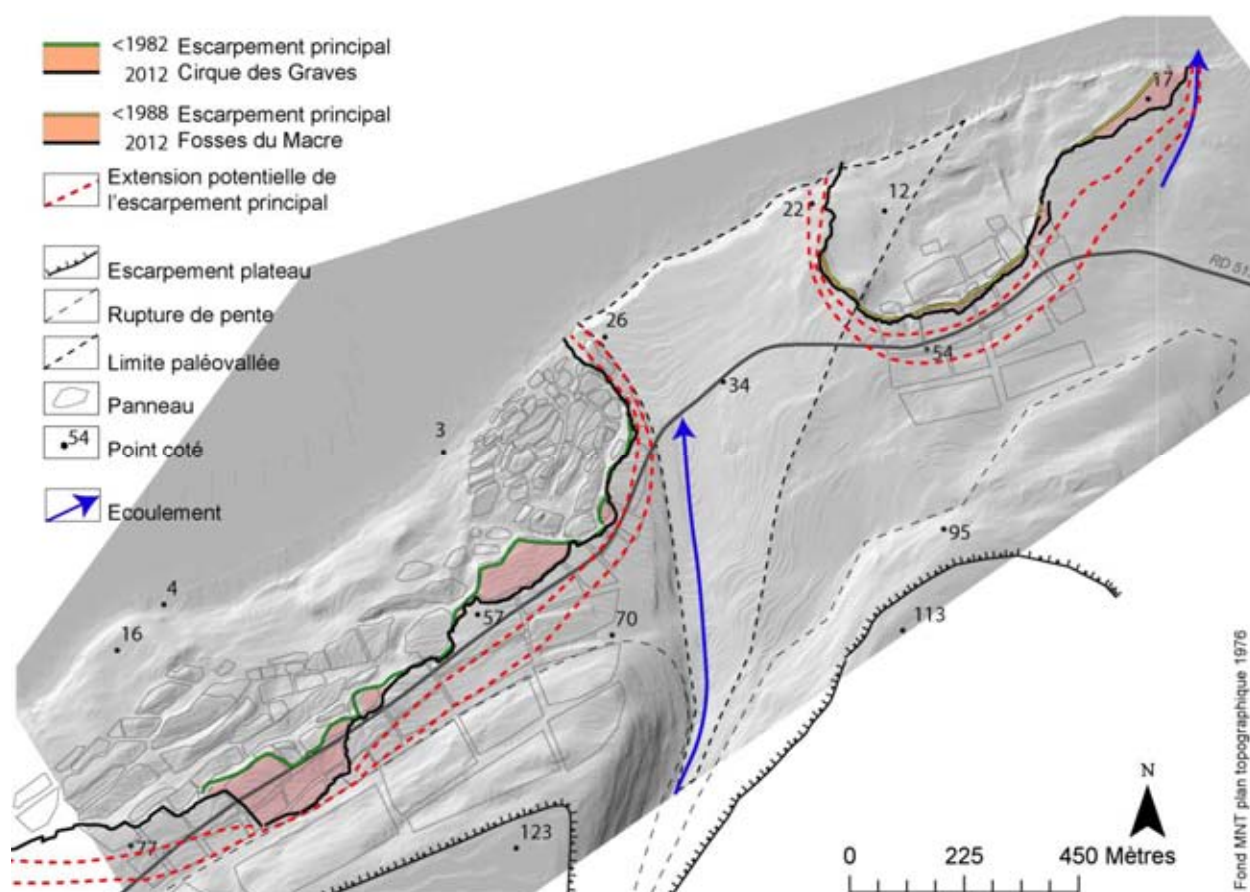 <1982 Escarpement principal
2012 Cirque des Graves
<1988 Escarpement principal
2012 Fosses du Macre
Extension potentielle de
l'escarpement principal
Escarpement plateau
Rupture de pente
Limite paléovallée
Panneau
54 Point coté
Ecoulement
17
12
22
RD 51
26
54
34
3
95
4
57
70
113
16
77
123
N
0 225 450 Mètres
Fond MNT plan topographique 1976